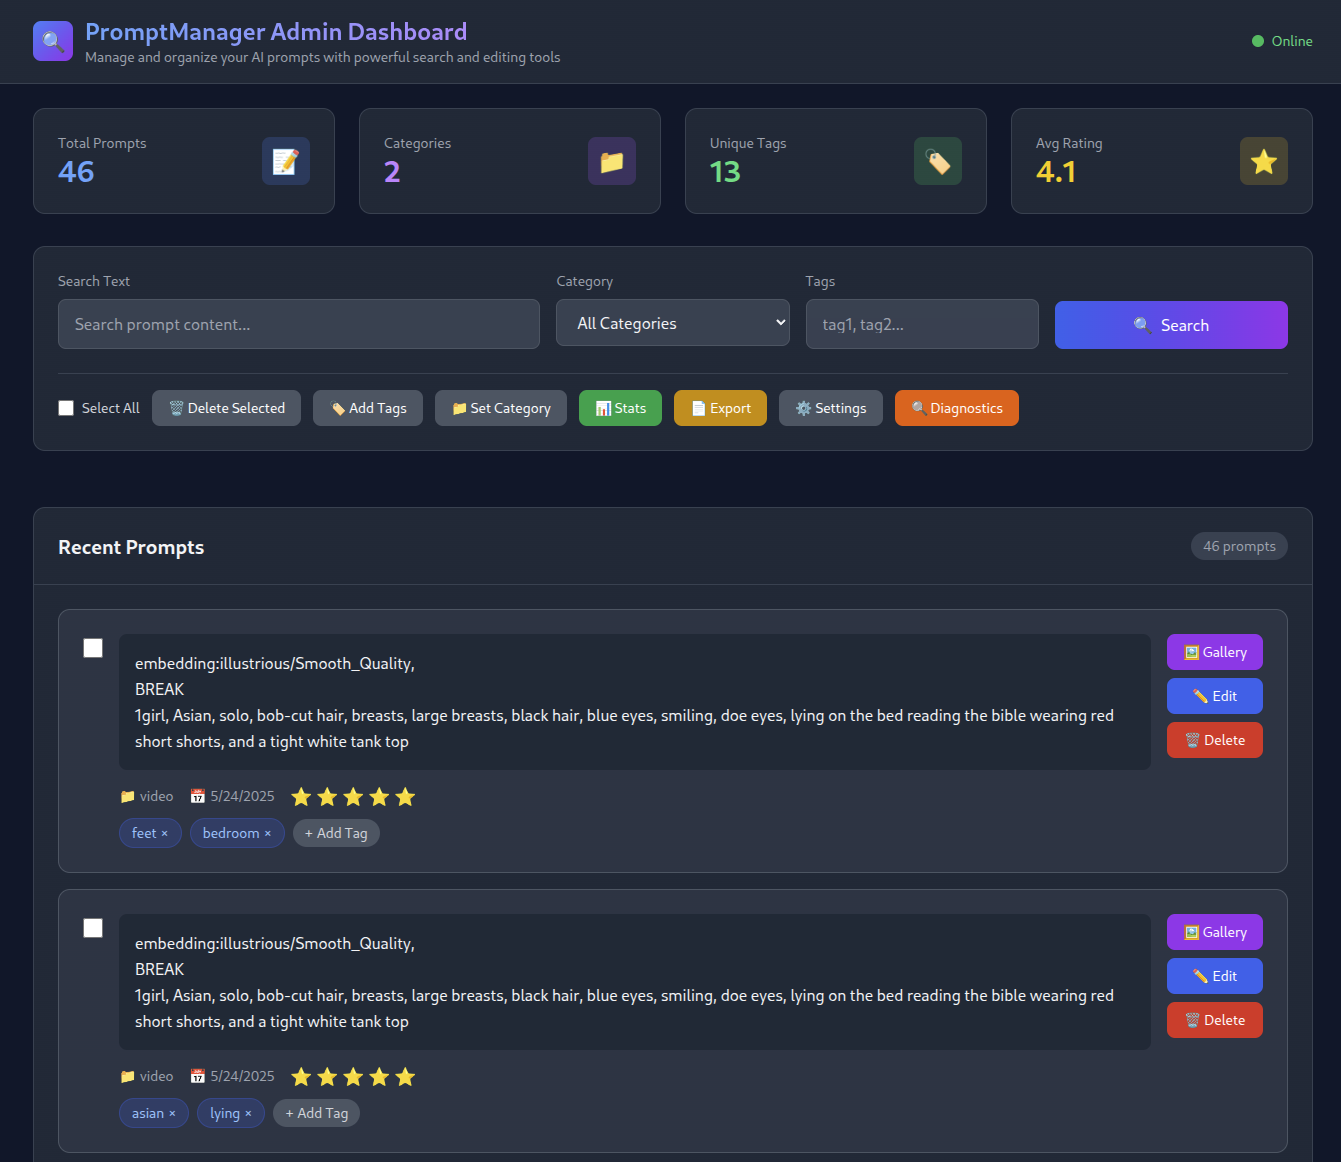 PromptManager Admin Dashboard
Manage and organize your AI prompts with powerful search and editing tools
Online
Total Prompts
46
Categories
2
Unique Tags
13
Avg Rating
4.1
Search Text
Search prompt content...
Category
All Categories
Tags
tag1, tag2...
Search
Select All
Delete Selected
Add Tags
Set Category
Stats
Export
Settings
Diagnostics
Recent Prompts
46 prompts
embedding:illustrious/Smooth_Quality,
BREAK
1girl, Asian, solo, bob-cut hair, breasts, large breasts, black hair, blue eyes, smiling, doe eyes, lying on the bed reading the bible wearing red
short shorts, and a tight white tank top
Gallery
Edit
Delete
video 5/24/2025
feet × bedroom × + Add Tag
embedding:illustrious/Smooth_Quality,
BREAK
1girl, Asian, solo, bob-cut hair, breasts, large breasts, black hair, blue eyes, smiling, doe eyes, lying on the bed reading the bible wearing red
short shorts, and a tight white tank top
Gallery
Edit
Delete
video 5/24/2025
asian × lying × + Add Tag